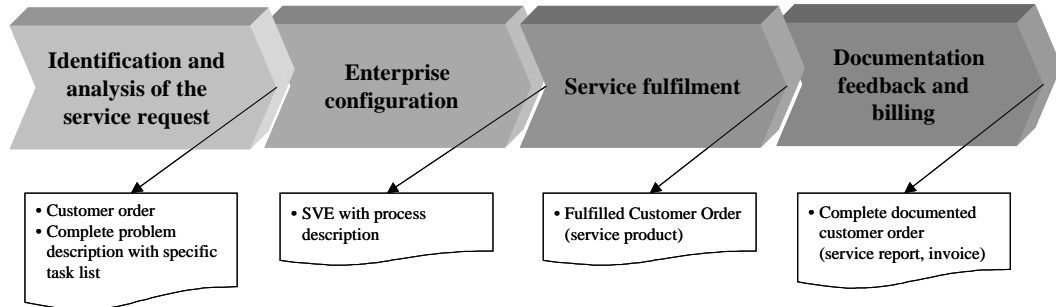 Identification and
analysis of the
service request
Enterprise
configuration
Service fulfilment
Documentation
feedback and
billing
• Customer order
• Complete problem
description with specific
task list
• SVE with process
description
• Fulfilled Customer Order
(service product)
• Complete documented
customer order
(service report, invoice)